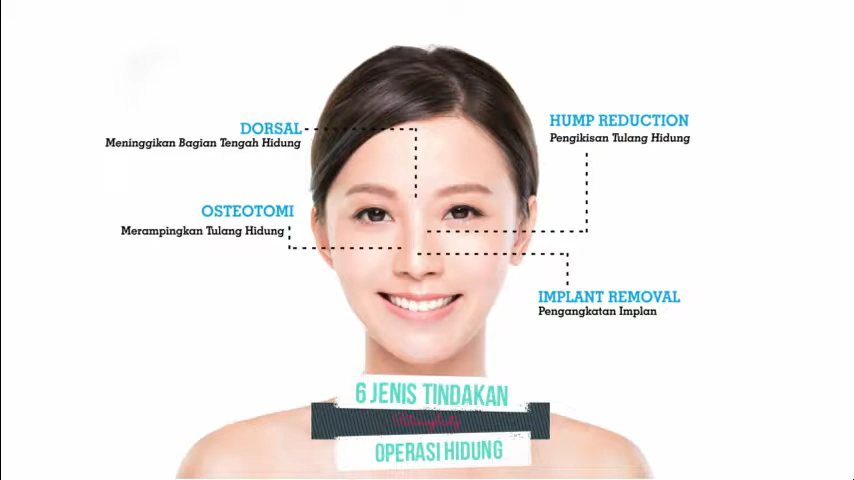 DORSAL
Meninggikan Bagian Tengah Hidung
HUMP REDUCTION
Pengikisan Tulang Hidung
OSTEOTOMI
Merampingkan Tulang Hidung
IMPLANT REMOVAL
Pengangkatan Implan
6 JENIS TINDAKAN
OPERASI HIDUNG